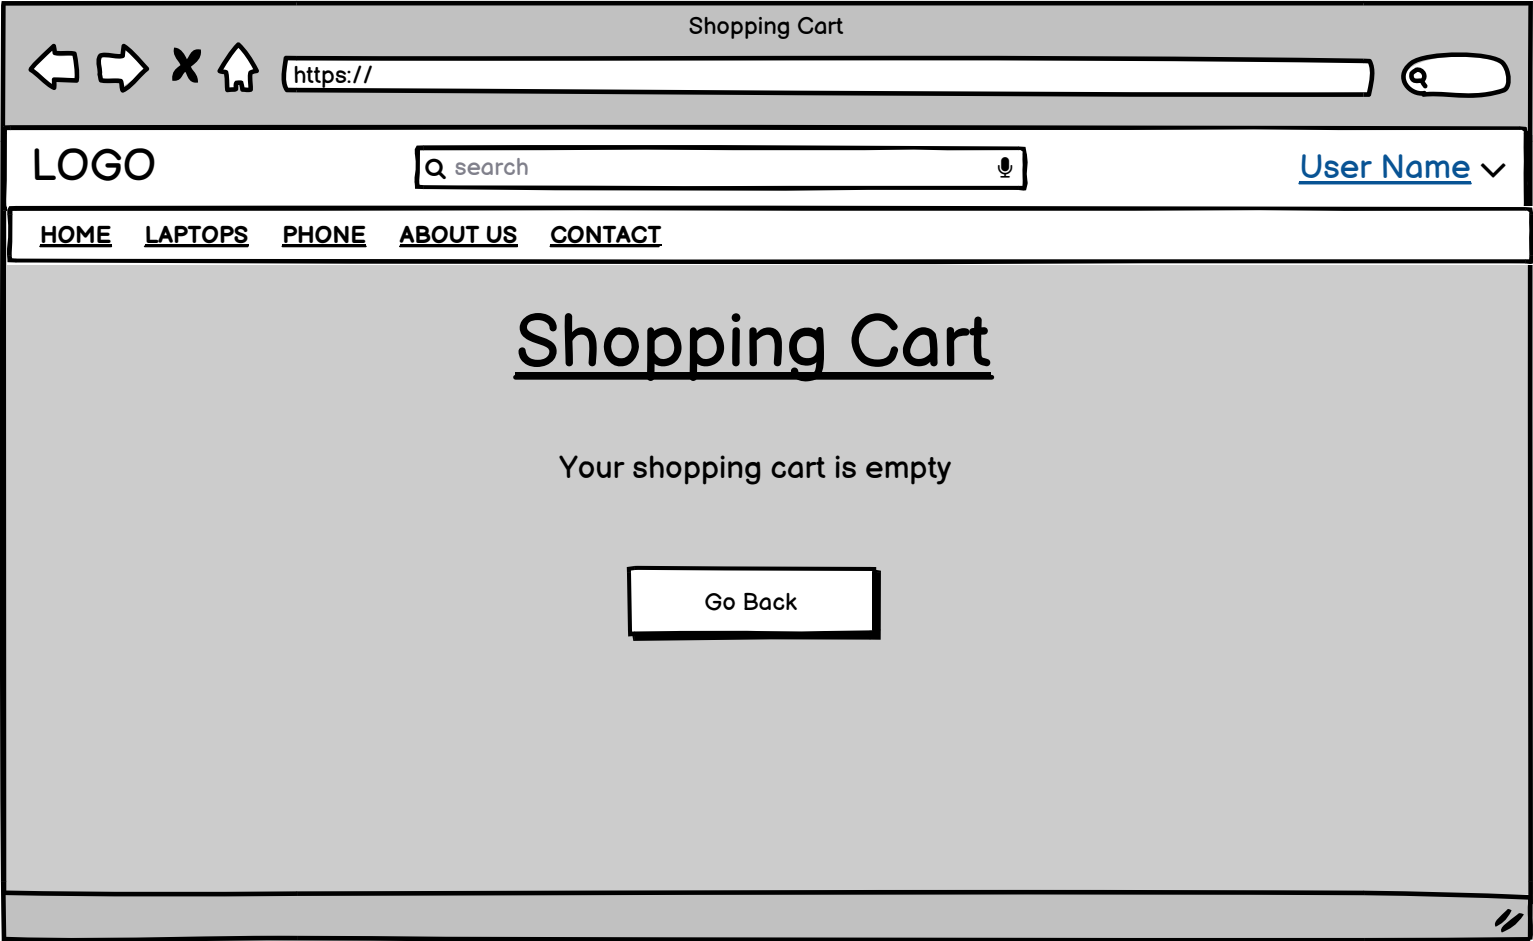 Shopping Cart
https://
LOGO
search
User Name
HOME LAPTOPS PHONE ABOUT US CONTACT
Shopping Cart
Your shopping cart is empty
Go Back